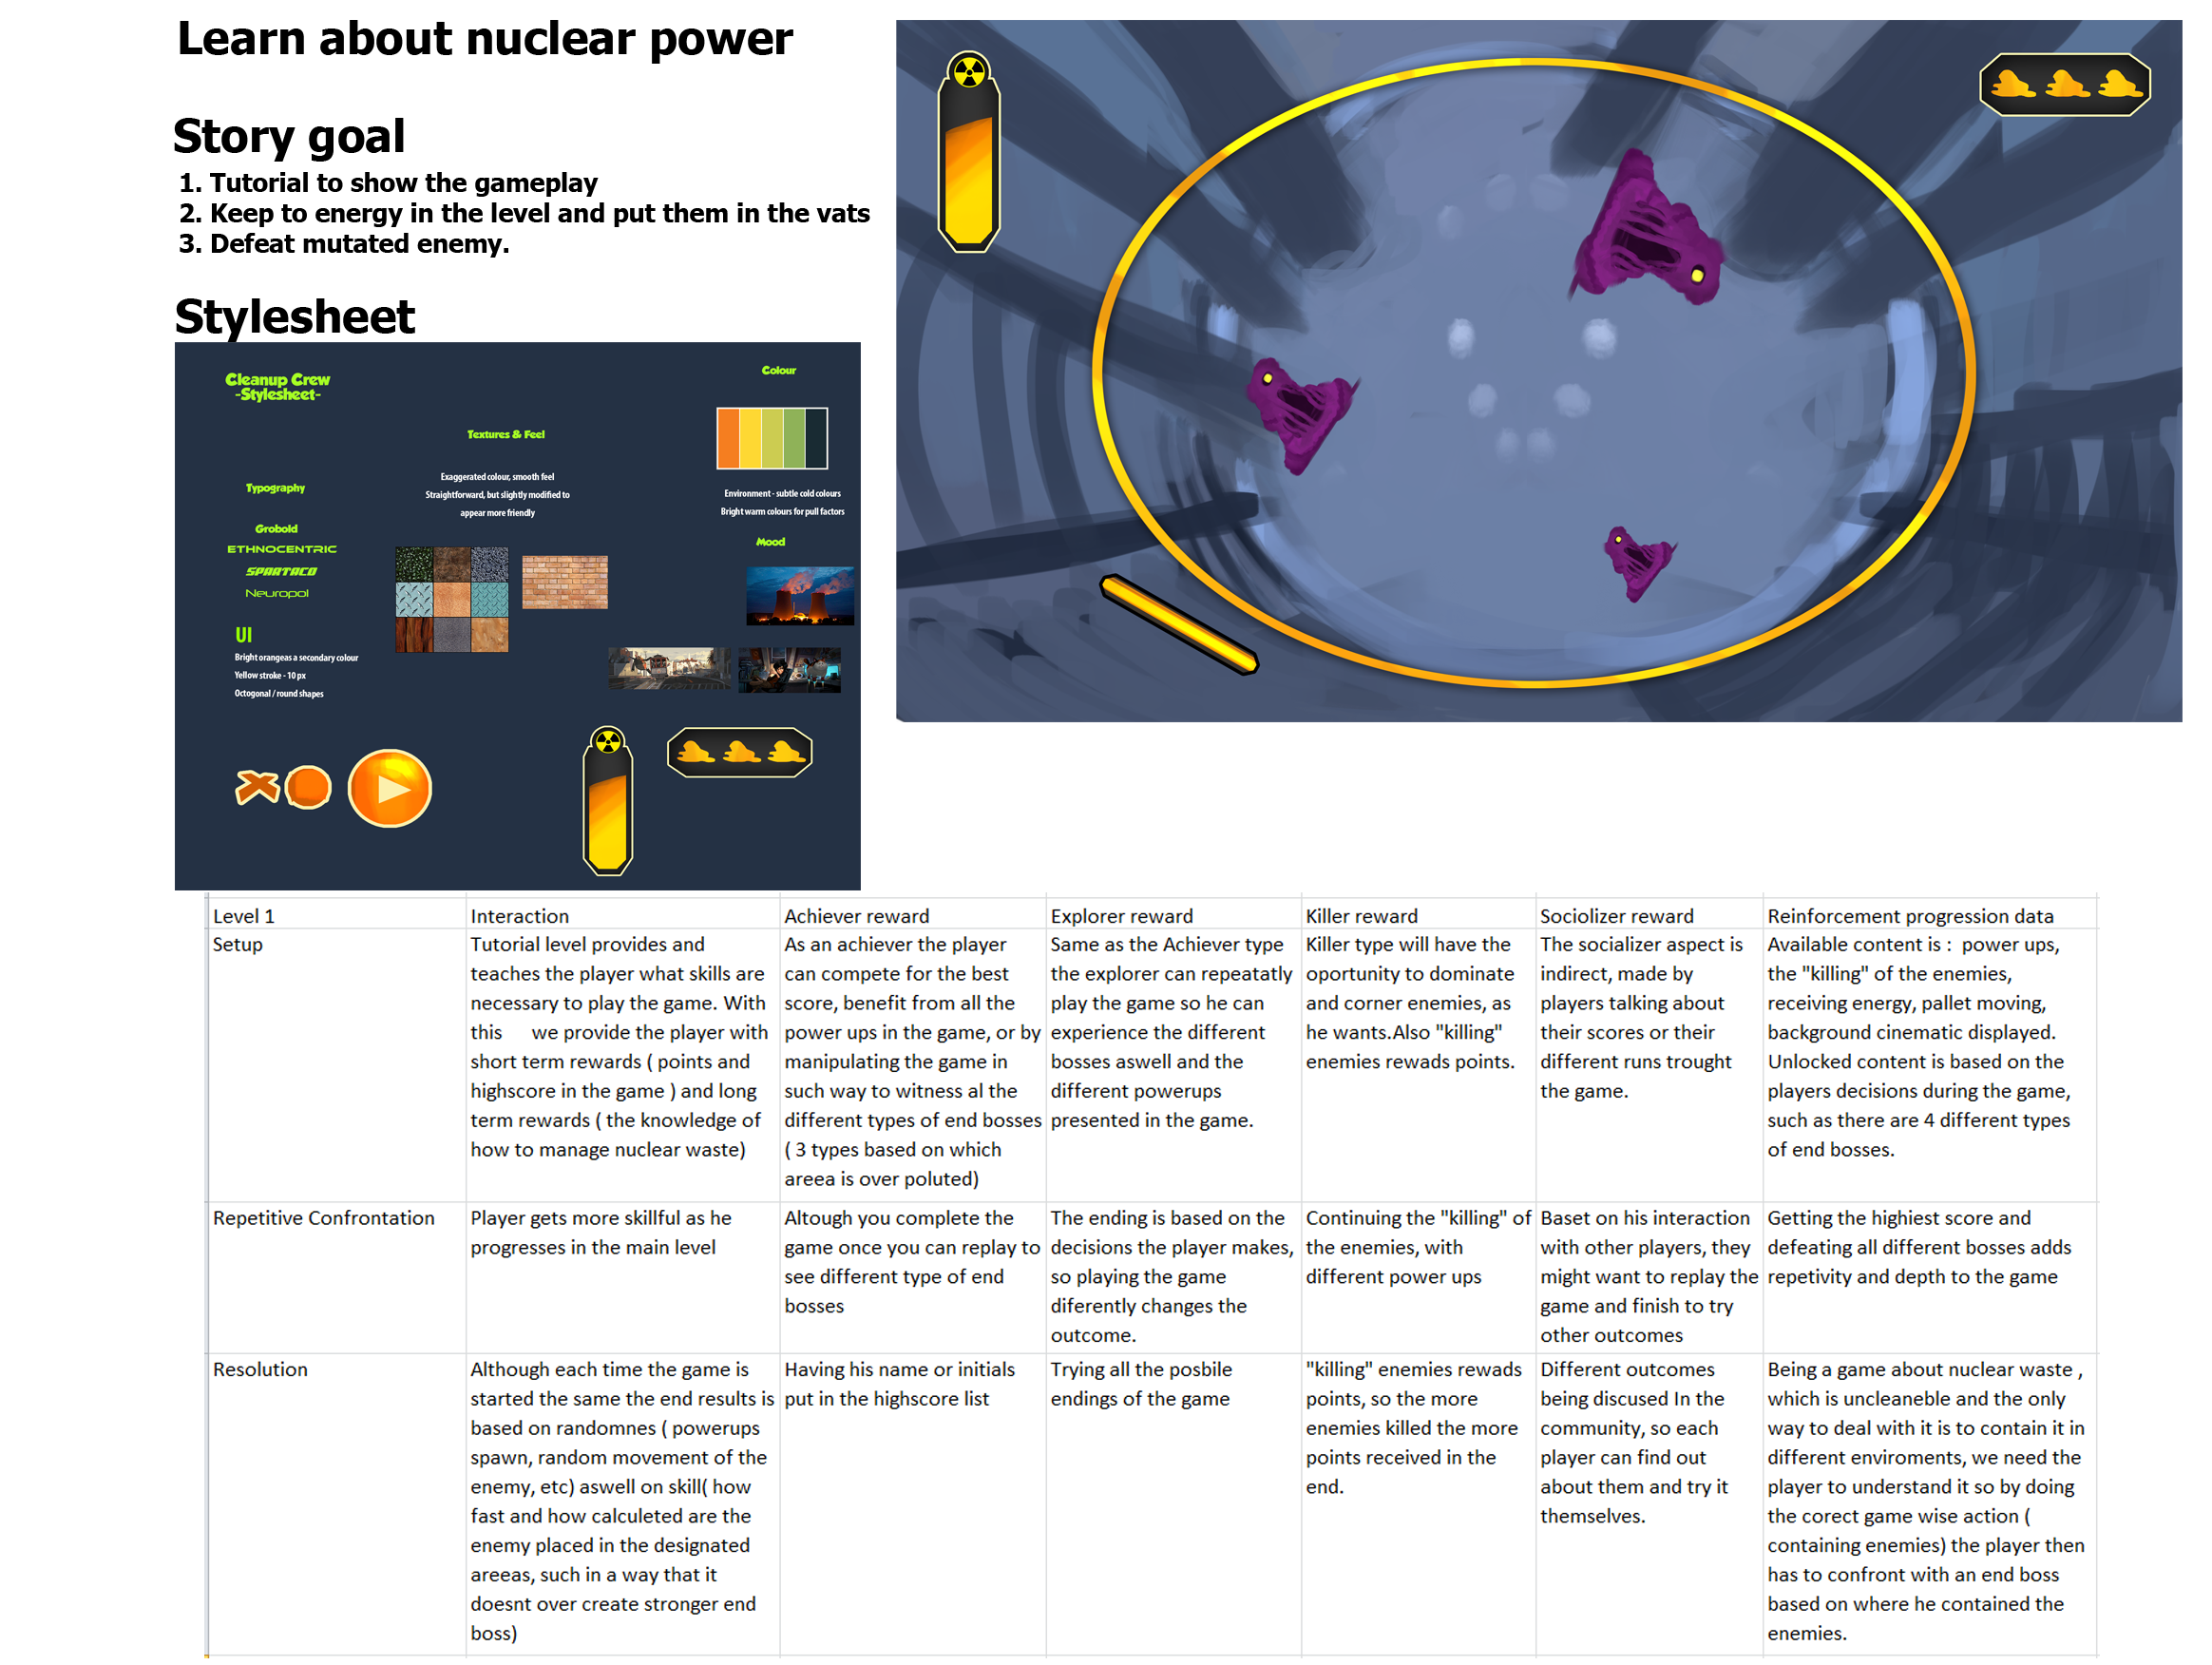 Learn about nuclear power
Story goal
1. Tutorial to show the gameplay
2. Keep to energy in the level and put them in the vats
3. Defeat mutated enemy.
Stylesheet
Cleanup Crew
-Stylesheet-
Typography
Grobold
ETHNOCENTRIC
SPARTACO
Neuropol
UI
Bright orangeas a secondary colour
Yellow stroke - 10 px
Octogonal / round shapes
Textures & Feel
Exaggerated colour, smooth feel
Straightforward, but slightly modified to
appear more friendly
Colour
Environment - subtle cold colours
Bright warm colours for pull factors
Mood
Level 1
Interaction
Achiever reward
Explorer reward
Killer reward
Sociolizer reward
Reinforcement progression data
Setup
Tutorial level provides and
teaches the player what skills are
necessary to play the game. With
this we provide the player with
short term rewards ( points and
highscore in the game ) and long
term rewards ( the knowledge of
how to manage nuclear waste)
As an achiever the player
can compete for the best
score, benefit from all the
power ups in the game, or by
manipulating the game in
such way to witness al the
different types of end bosses
( 3 types based on which
areea is over poluted)
Same as the Achiever type
the explorer can repeatatly
play the game so he can
experience the different
bosses aswell and the
different powerups
presented in the game.
Killer type will have the
oportunity to dominate
and corner enemies, as
he wants.Also "killing"
enemies rewads points.
The socializer aspect is
indirect, made by
players talking about
their scores or their
different runs trought
the game.
Available content is : power ups,
the "killing" of the enemies,
receiving energy, pallet moving,
background cinematic displayed.
Unlocked content is based on the
players decisions during the game,
such as there are 4 different types
of end bosses.
Repetitive Confrontation
Player gets more skillful as he
progresses in the main level
Altough you complete the
game once you can replay to
see different type of end
bosses
The ending is based on the
decisions the player makes,
so playing the game
diferently changes the
outcome.
Continuing the "killing" of
the enemies, with
different power ups
Baset on his interaction
with other players, they
might want to replay the
game and finish to try
other outcomes
Getting the highest score and
defeating all different bosses adds
repetivity and depth to the game
Resolution
Although each time the game is
started the same the end results is
based on randomnes ( powerups
spawn, random movement of the
enemy, etc) aswell on skill( how
fast and how calculeted are the
enemy placed in the designated
areeas, such in a way that it
doesnt over create stronger end
boss)
Having his name or initials
put in the highscore list
Trying all the posbile
endings of the game
"killing" enemies rewads
points, so the more
enemies killed the more
points received in the
end.
Different outcomes
being discused In the
community, so each
player can find out
about them and try it
themselves.
Being a game about nuclear waste ,
which is uncleaneble and the only
way to deal with it is to contain it in
different enviroments, we need the
player to understand it so by doing
the corect game wise action (
containing enemies) the player then
has to confront with an end boss
based on where he contained the
enemies.